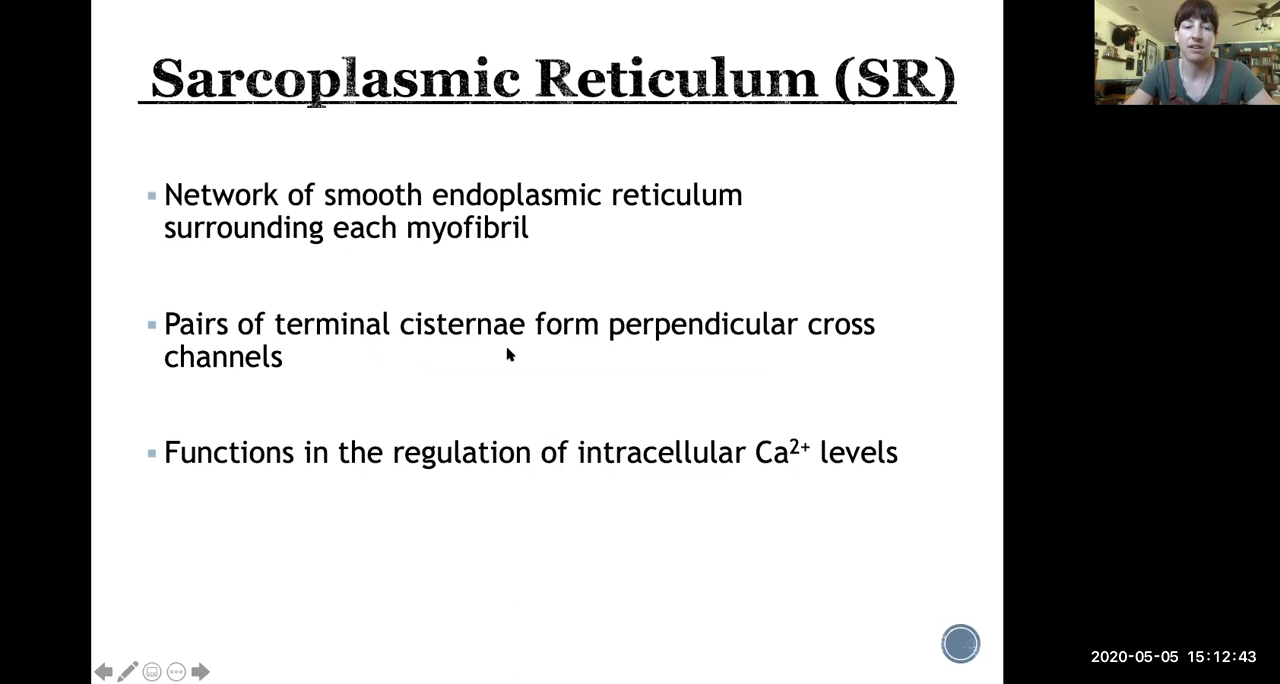 Sarcoplasmic Reticulum (SR)
Network of smooth endoplasmic reticulum
surrounding each myofibril
Pairs of terminal cisternae form perpendicular cross
channels
Functions in the regulation of intracellular Ca²⁺ levels
2020-05-05 15:12:43